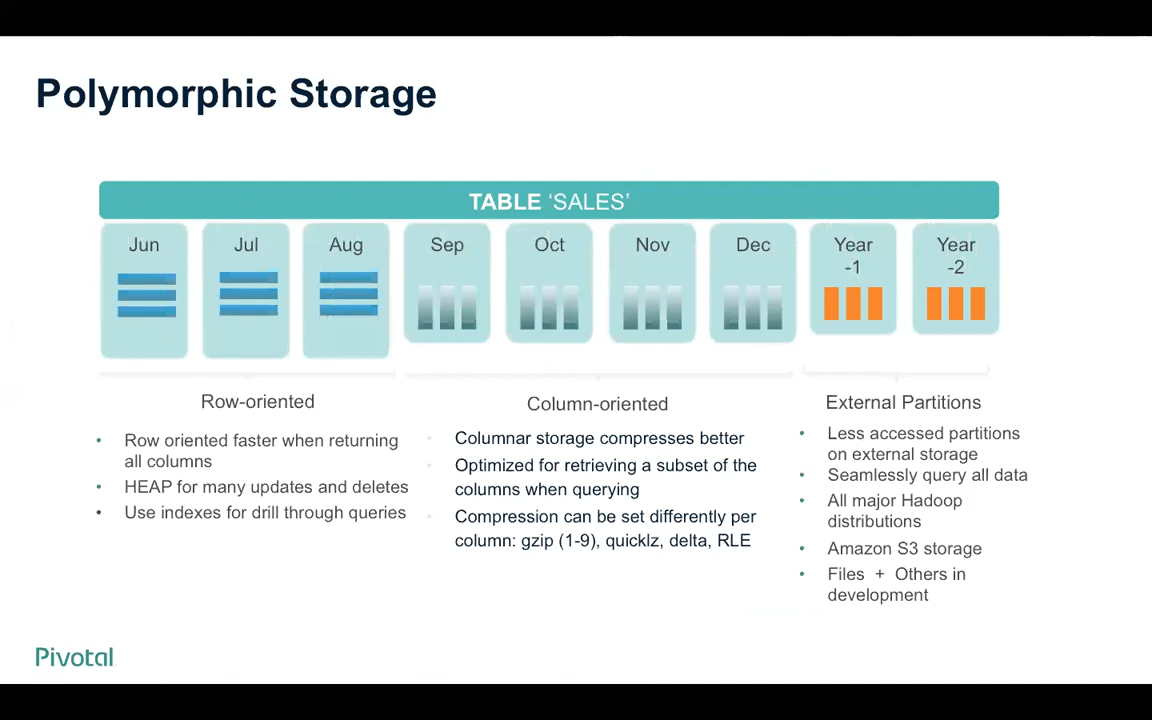 Polymorphic Storage
TABLE ‘SALES’
Jun
Jul
Aug
Sep
Oct
Nov
Dec
Year
-1
Year
-2
Row-oriented
• Row oriented faster when returning
all columns
• HEAP for many updates and deletes
• Use indexes for drill through queries
Column-oriented
• Columnar storage compresses better
• Optimized for retrieving a subset of the
columns when querying
• Compression can be set differently per
column: gzip (1-9), quicklz, delta, RLE
External Partitions
• Less accessed partitions
on external storage
• Seamlessly query all data
• All major Hadoop
distributions
• Amazon S3 storage
• Files + Others in
development
Pivotal